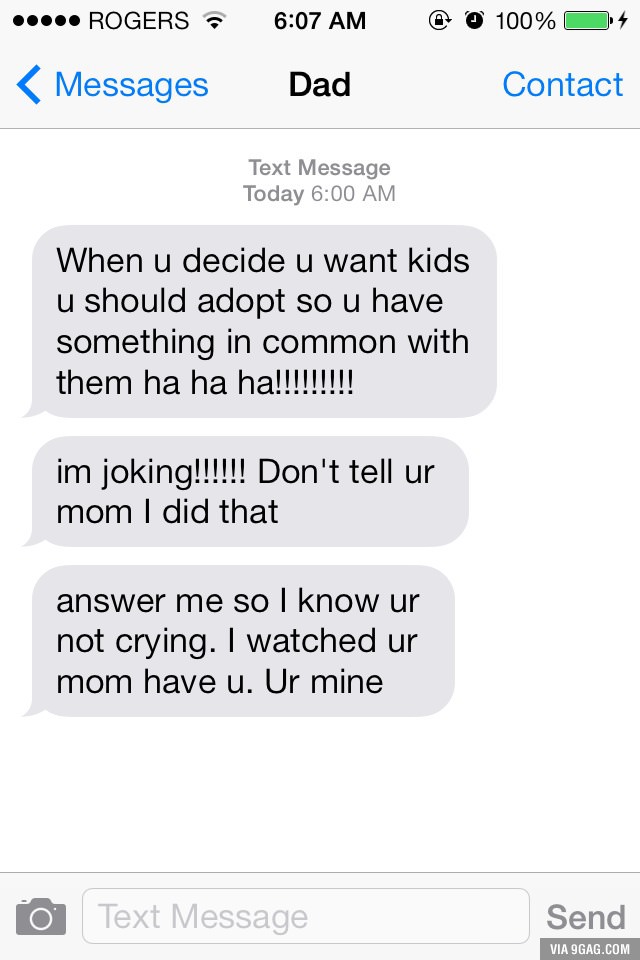 ROGERS 6:07 AM 100%
Messages Dad Contact
Text Message
Today 6:00 AM
When u decide u want kids
u should adopt so u have
something in common with
them ha ha ha!!!!!!!!!
im joking!!!!!! Don't tell ur
mom I did that
answer me so I know ur
not crying. I watched ur
mom have u. Ur mine
Text Message Send
VIA 9GAG.COM